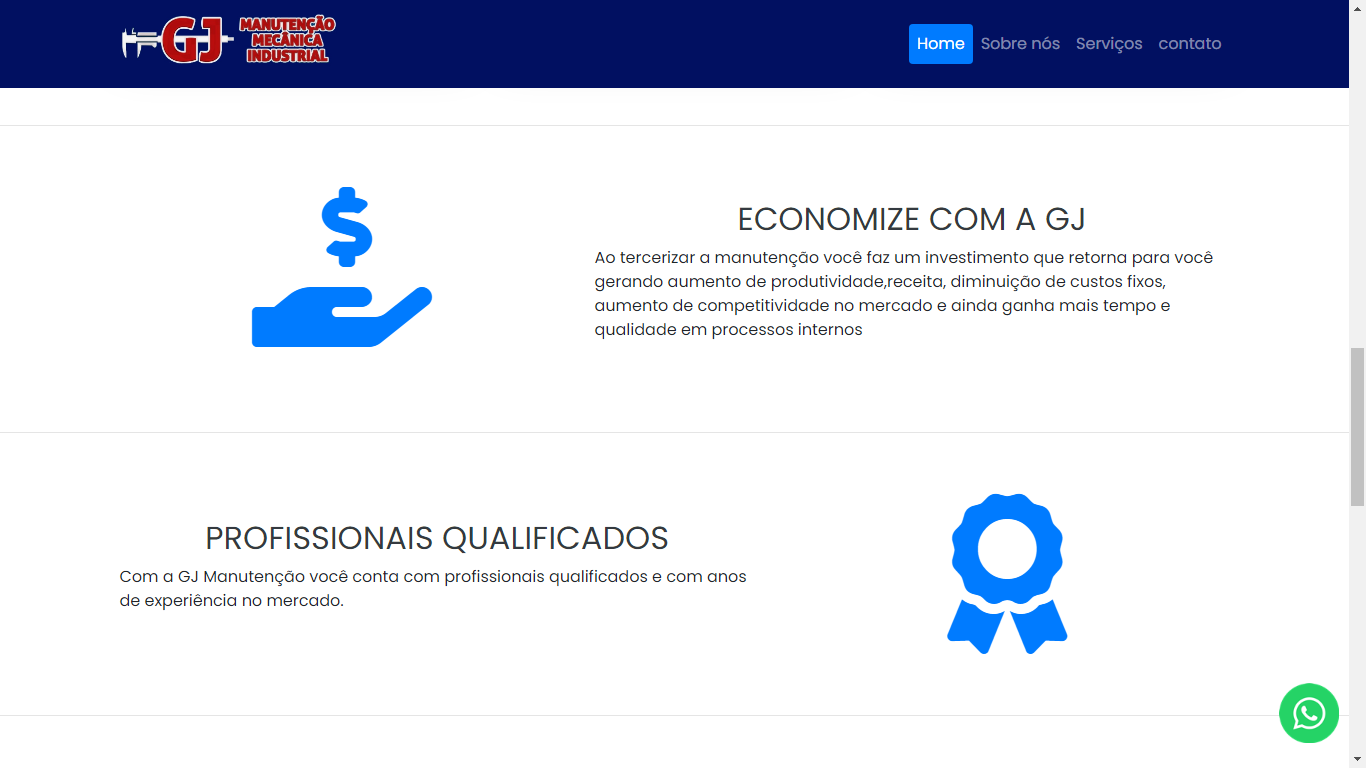 GJ MANUTENÇÃO
MECÂNICA
INDUSTRIAL
Home Sobre nós Serviços contato
ECONOMIZE COM A GJ
Ao tercerizar a manutenção você faz um investimento que retorna para você
gerando aumento de produtividade,receita, diminuição de custos fixos,
aumento de competitividade no mercado e ainda ganha mais tempo e
qualidade em processos internos
PROFISSIONAIS QUALIFICADOS
Com a GJ Manutenção você conta com profissionais qualificados e com anos
de experiência no mercado.